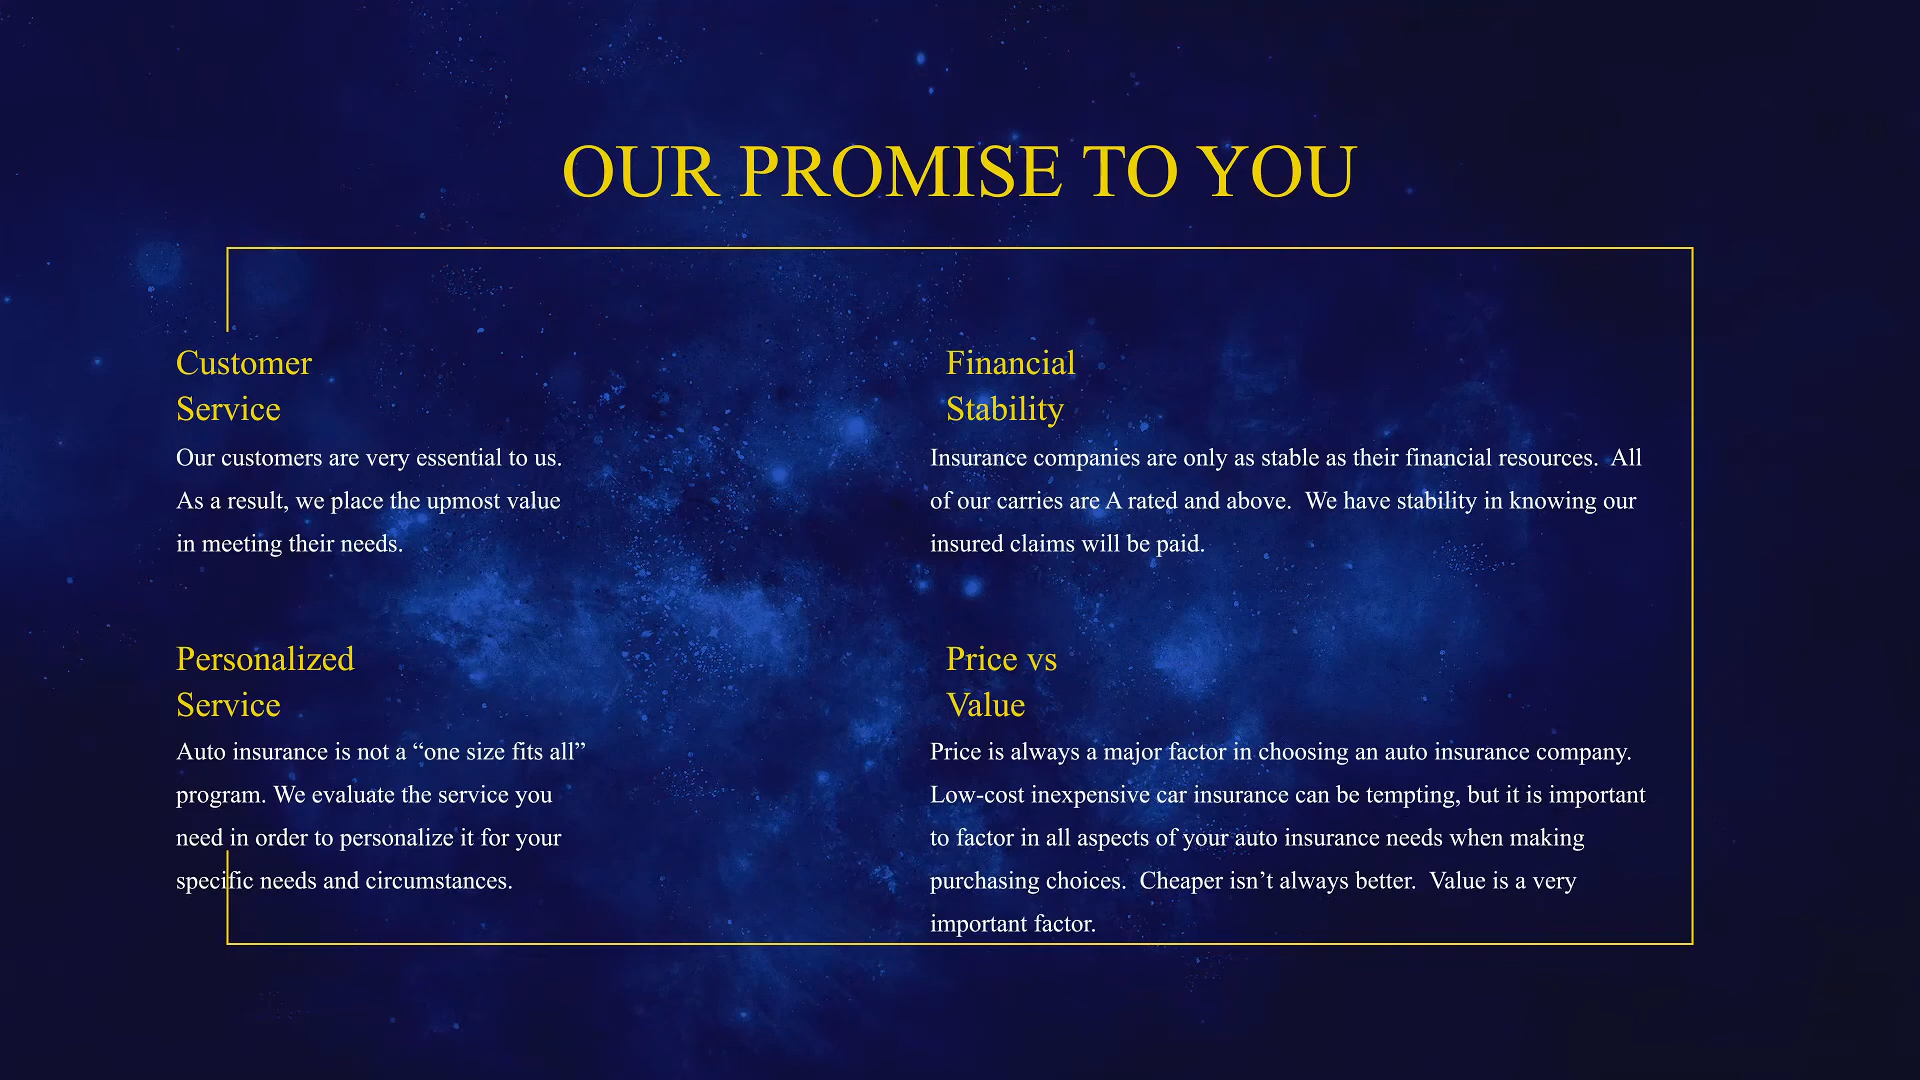 OUR PROMISE TO YOU
Customer
Service
Our customers are very essential to us.
As a result, we place the upmost value
in meeting their needs.
Financial
Stability
Insurance companies are only as stable as their financial resources.  All
of our carries are A rated and above.  We have stability in knowing our
insured claims will be paid.
Personalized
Service
Auto insurance is not a “one size fits all”
program. We evaluate the service you
need in order to personalize it for your
specific needs and circumstances.
Price vs
Value
Price is always a major factor in choosing an auto insurance company.
Low-cost inexpensive car insurance can be tempting, but it is important
to factor in all aspects of your auto insurance needs when making
purchasing choices.  Cheaper isn’t always better.  Value is a very
important factor.